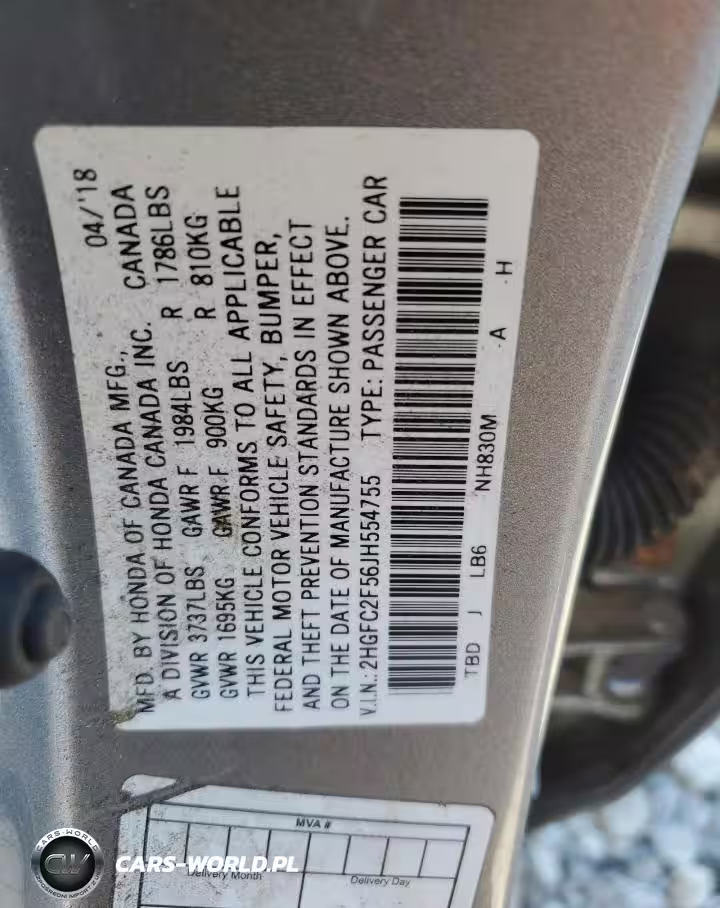 MFD. BY HONDA OF CANADA MFG., 04/'18
A DIVISION OF HONDA CANADA INC. CANADA
GVWR 3737LBS GAWR F 1984LBS R 1786LBS
GVWR 1695KG GAWR F 900KG R 810KG
THIS VEHICLE CONFORMS TO ALL APPLICABLE
FEDERAL MOTOR VEHICLE SAFETY, BUMPER,
AND THEFT PREVENTION STANDARDS IN EFFECT
ON THE DATE OF MANUFACTURE SHOWN ABOVE.
V.I.N.: 2HGFC2F56JH554755 TYPE: PASSENGER CAR
TBD J LB6 NH830M ·A ·H
MVA #
Delivery Month Delivery Day
CARS-WORLD
CW
CARS-WORLD.PL